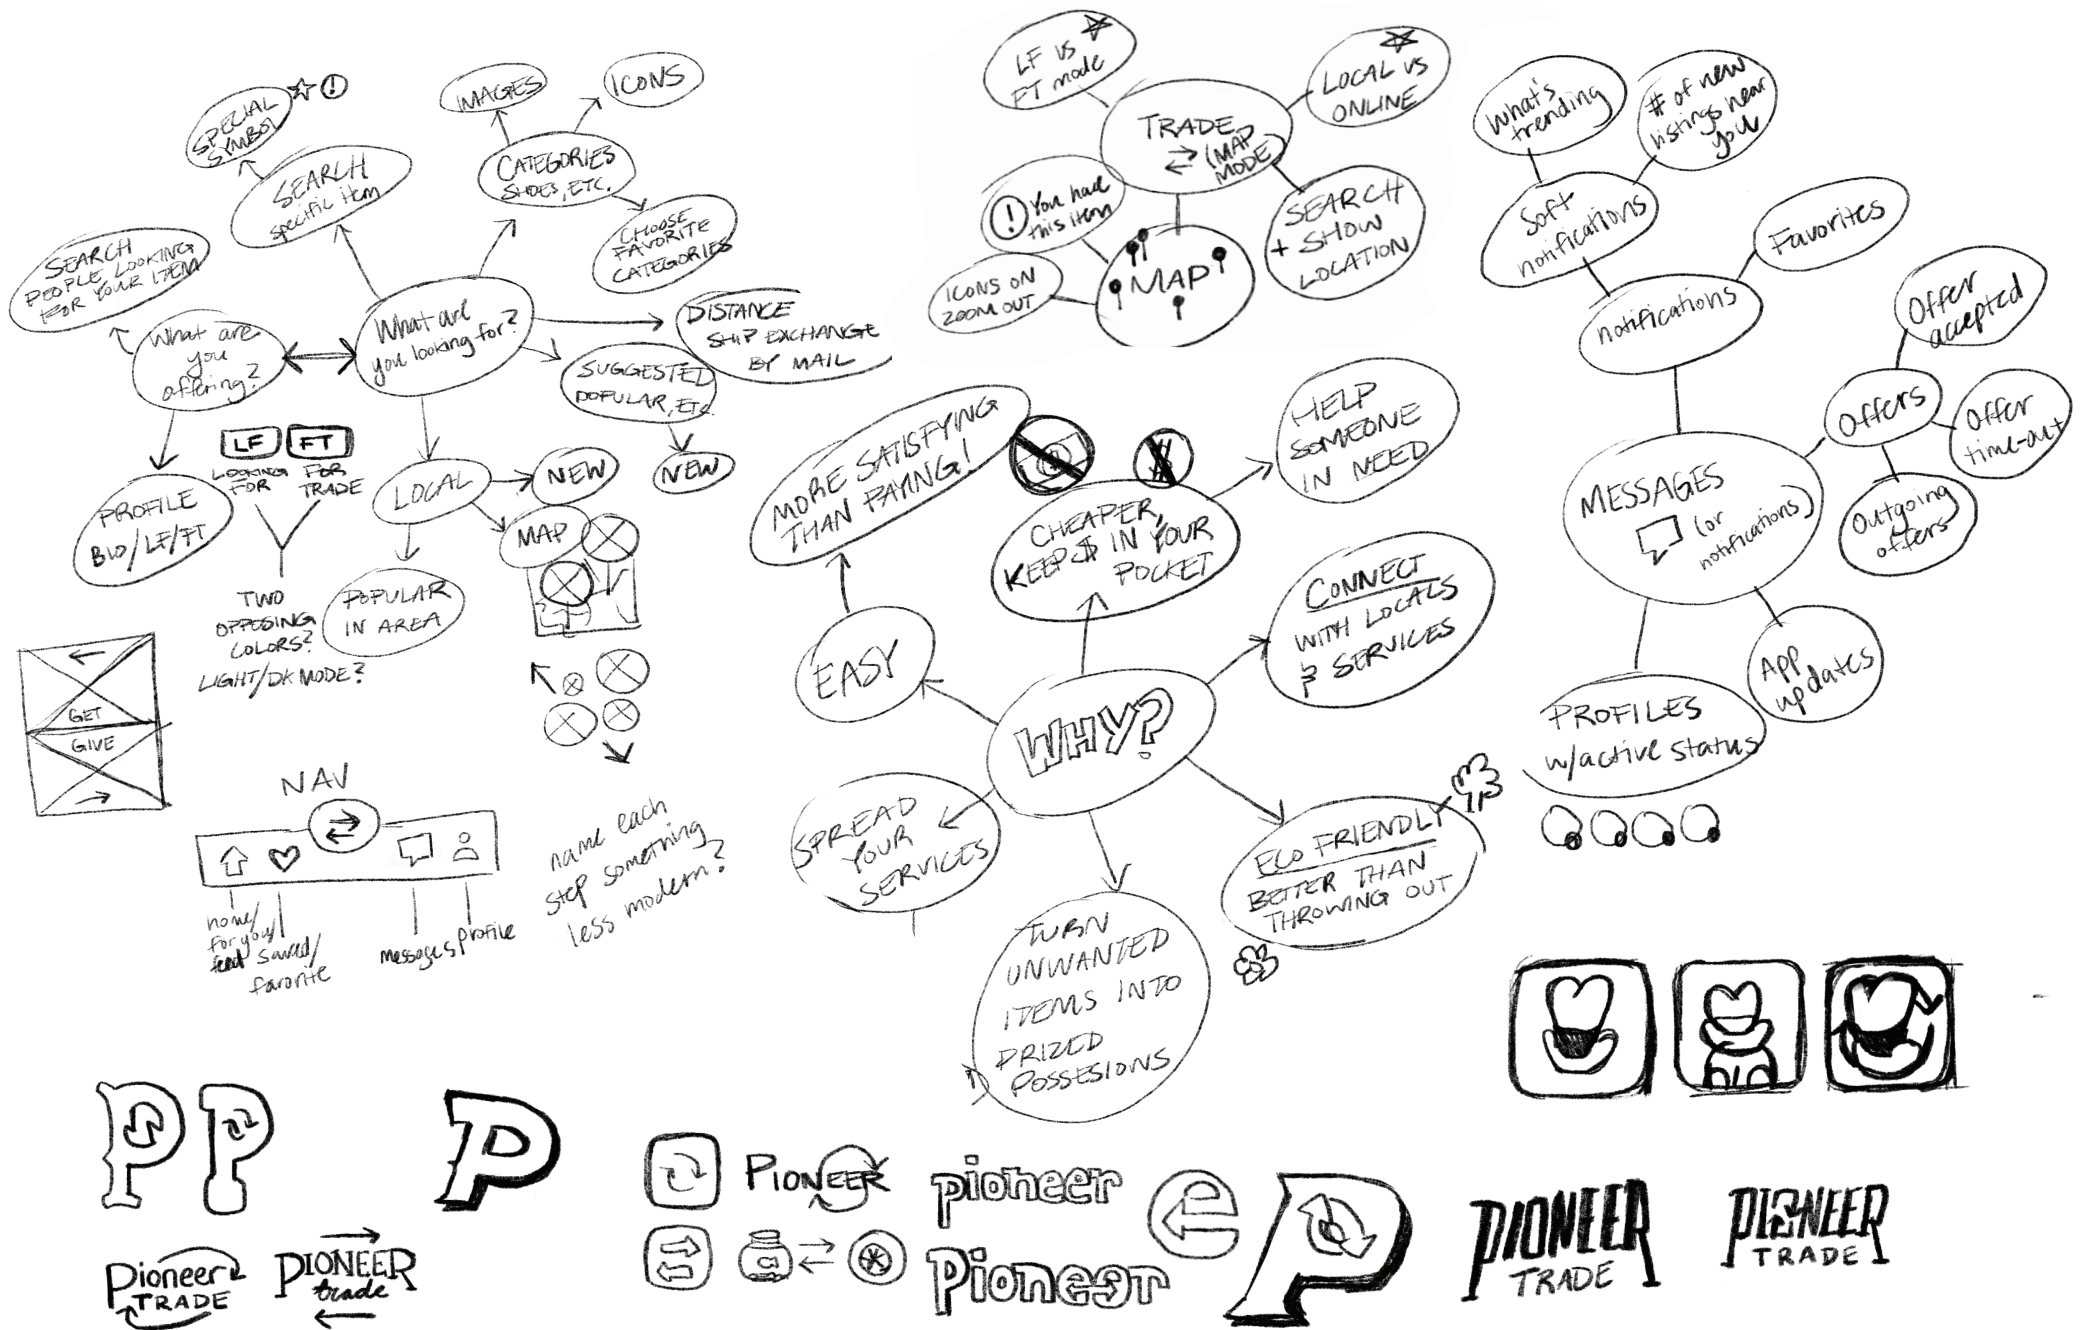 SPECIAL
SYMBOL
!
SEARCH
specific item
IMAGES
ICONS
CATEGORIES
SHOES, ETC.
CHOOSE
FAVORITE
CATEGORIES
SEARCH
PEOPLE LOOKING
FOR YOUR ITEM
What are
you
offering?
What are
you looking for?
DISTANCE
SHIP EXCHANGE
BY MAIL
SUGGESTED
POPULAR, ETC.
NEW
PROFILE
BIO/LF/FT
LF
FT
LOOKING
FOR
FOR
TRADE
TWO
OPPOSING
COLORS?
LIGHT/DK MODE?
LOCAL
NEW
MAP
POPULAR
IN AREA
GET
GIVE
NAV
home/
for you/
feed
saved/
favorite
messages
profile
name each
step something
less modern?
LF vs
FT mode
LOCAL vs
ONLINE
TRADE
(MAP
MODE)
! You have
this item
ICONS ON
ZOOM OUT
MAP
SEARCH
+ SHOW
LOCATION
MORE SATISFYING
THAN PAYING!
$
CHEAPER,
KEEP $ IN YOUR
POCKET
HELP
SOMEONE
IN NEED
EASY
CONNECT
WITH LOCALS
& SERVICES
WHY?
SPREAD
YOUR
SERVICES
TURN
UNWANTED
ITEMS INTO
PRIZED
POSSESIONS
ECO FRIENDLY
BETTER THAN
THROWING OUT
What's
trending
# of new
listings near
you
Soft
notifications
Favorites
notifications
Offer
accepted
Offers
Offer
time-out
Outgoing
offers
MESSAGES
(or
notifications)
App
updates
PROFILES
w/active status
P
P
P
Pioneer
TRADE
PIONEER
trade
PIONEER
pioneer
Pioneer
e
P
PIONEER
TRADE
PIONEER
TRADE